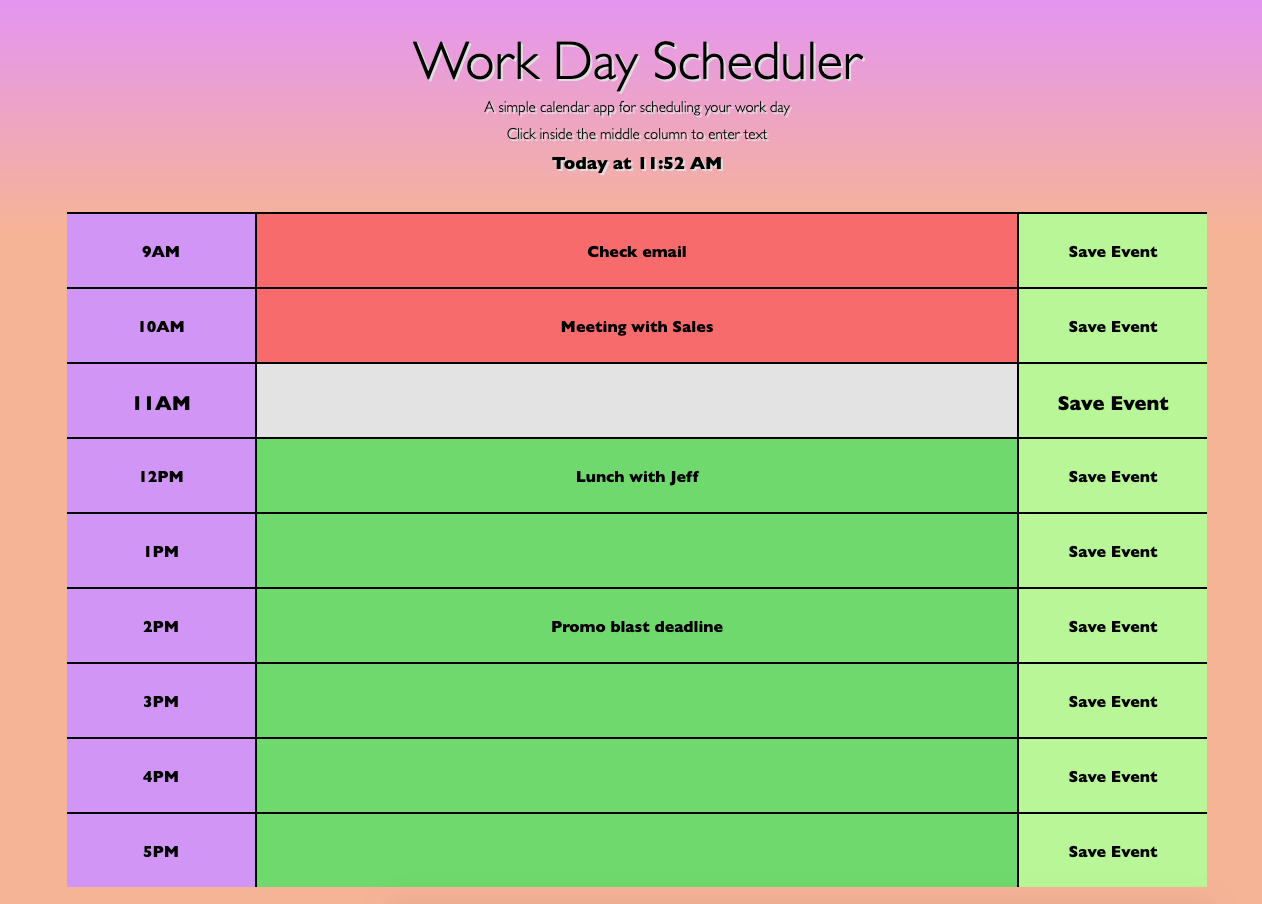 Work Day Scheduler
A simple calendar app for scheduling your work day
Click inside the middle column to enter text
Today at 11:52 AM
9AM Check email Save Event
10AM Meeting with Sales Save Event
11AM Save Event
12PM Lunch with Jeff Save Event
1PM Save Event
2PM Promo blast deadline Save Event
3PM Save Event
4PM Save Event
5PM Save Event